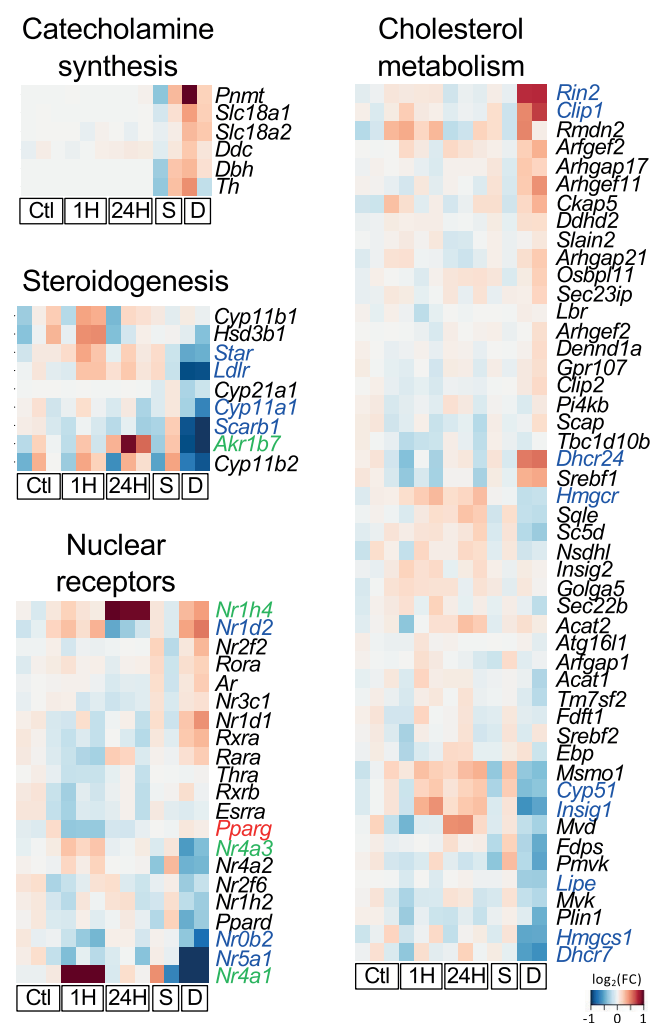 Catecholamine
synthesis
Pnmt
Slc18a1
Slc18a2
Ddc
Dbh
Th
Ctl 1H 24H S D
Steroidogenesis
Cyp11b1
Hsd3b1
Star
Ldlr
Cyp21a1
Cyp11a1
Scarb1
Akr1b7
Cyp11b2
Ctl 1H 24H S D
Nuclear
receptors
Nr1h4
Nr1d2
Nr2f2
Rora
Ar
Nr3c1
Nr1d1
Rxra
Rara
Thra
Rxrb
Esrra
Pparg
Nr4a3
Nr4a2
Nr2f6
Nr1h2
Ppard
Nr0b2
Nr5a1
Nr4a1
Ctl 1H 24H S D
Cholesterol
metabolism
Rin2
Clip1
Rmdn2
Arfgef2
Arhgap17
Arhgef11
Ckap5
Ddhd2
Slain2
Arhgap21
Osbpl11
Sec23ip
Lbr
Arhgef2
Dennd1a
Gpr107
Clip2
Pi4kb
Scap
Tbc1d10b
Dhcr24
Srebf1
Hmgcr
Sqle
Sc5d
Nsdhl
Insig2
Golga5
Sec22b
Acat2
Atg16l1
Arfgap1
Acat1
Tm7sf2
Fdft1
Srebf2
Ebp
Msmo1
Cyp51
Insig1
Mvd
Fdps
Pmvk
Lipe
Mvk
Plin1
Hmgcs1
Dhcr7
Ctl 1H 24H S D
log2(FC)
-1 0 1